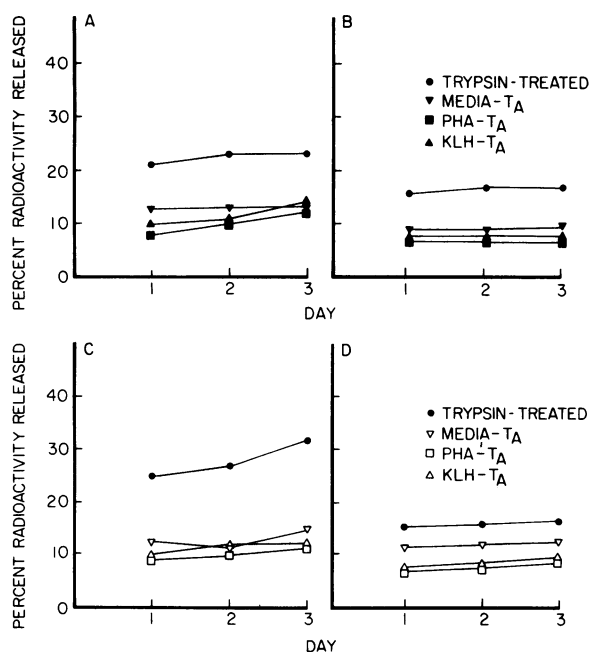 A
B
PERCENT RADIOACTIVITY RELEASED
40
30
20
10
0
TRYPSIN-TREATED
MEDIA-TA
PHA-TA
KLH-TA
1
2
3
1
2
3
DAY
C
D
PERCENT RADIOACTIVITY RELEASED
40
30
20
10
0
TRYPSIN-TREATED
MEDIA-TA
PHA-TA
KLH-TA
1
2
3
1
2
3
DAY